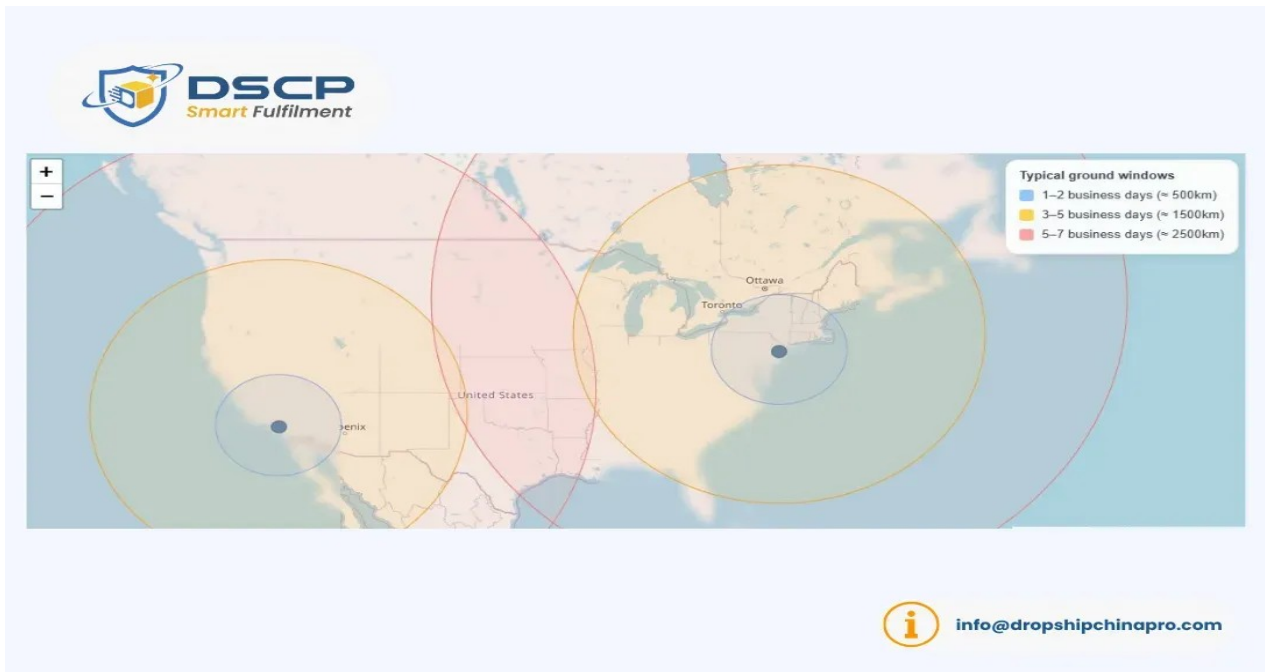 DSCP
Smart Fulfilment
+
−
Typical ground windows
1–2 business days (≈ 500km)
3–5 business days (≈ 1500km)
5–7 business days (≈ 2500km)
Ottawa
Toronto
United States
enix
info@dropshipchinapro.com